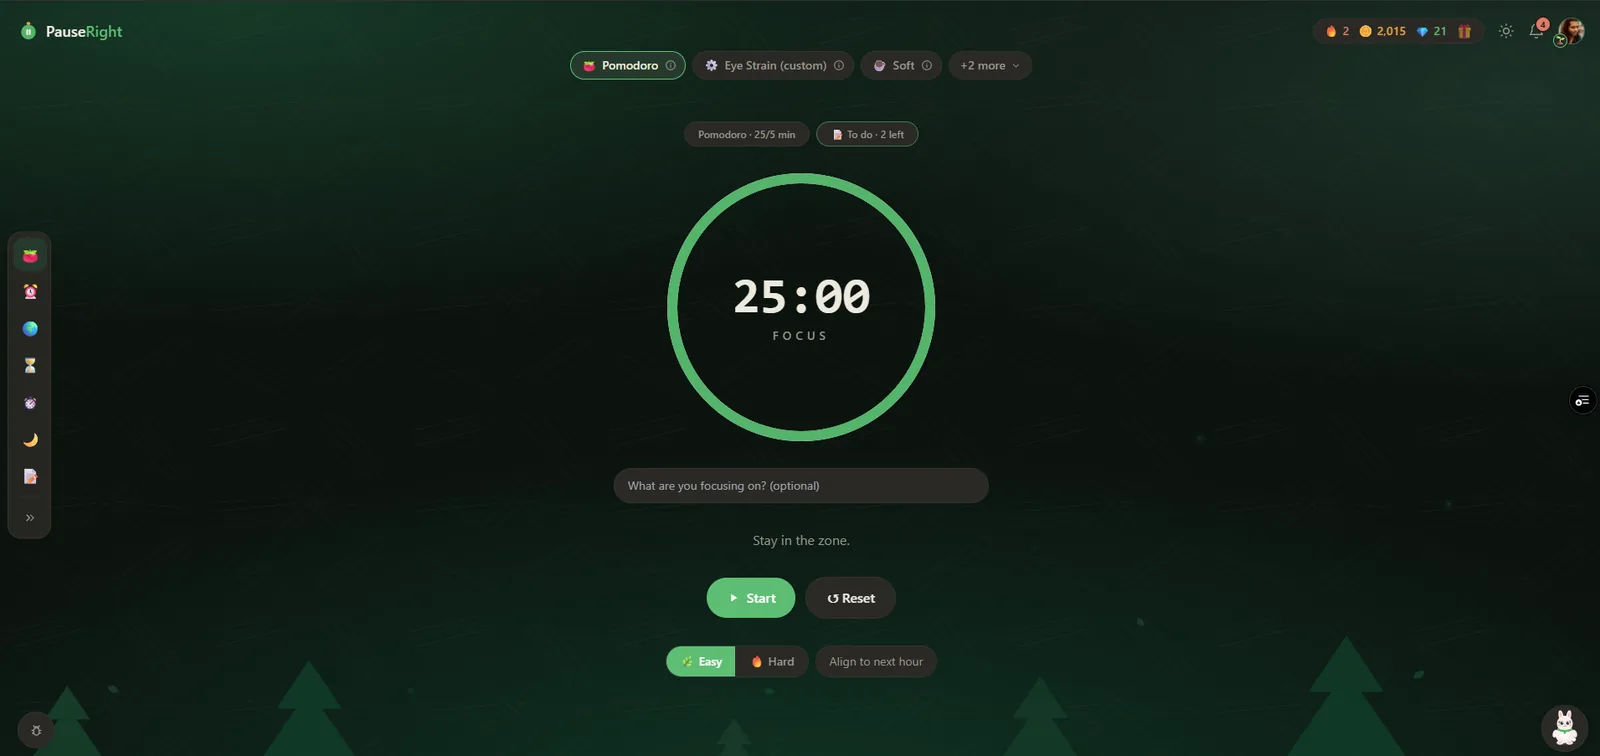 PauseRight
2 2,015 21
4
Pomodoro
Eye Strain (custom)
Soft
+2 more
Pomodoro · 25/5 min
To do · 2 left
25:00
FOCUS
What are you focusing on? (optional)
Stay in the zone.
Start
Reset
Easy
Hard
Align to next hour